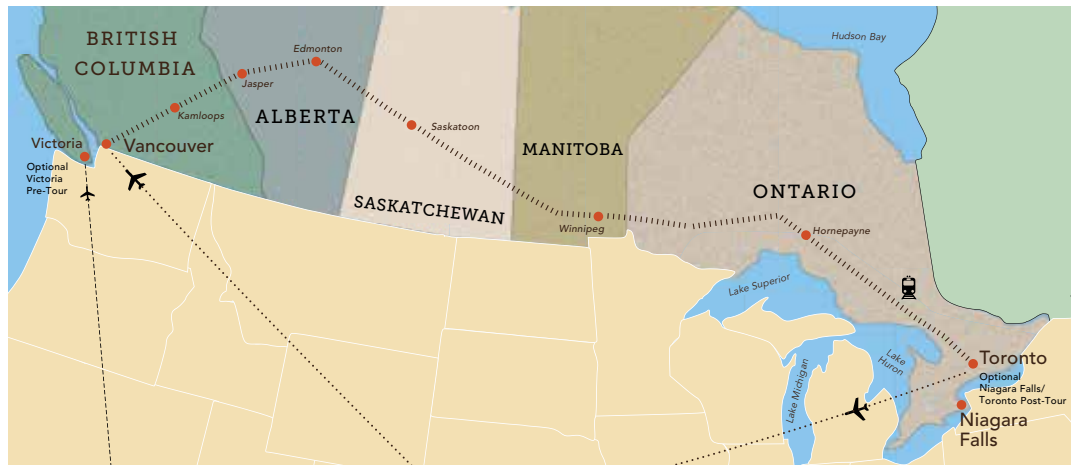 BRITISH
COLUMBIA
Edmonton
Jasper
Kamloops
ALBERTA
Saskatoon
Hudson Bay
Victoria
Vancouver
Optional
Victoria
Pre-Tour
MANITOBA
SASKATCHEWAN
ONTARIO
Winnipeg
Hornepayne
Lake Superior
Lake Huron
Lake Michigan
Toronto
Optional
Niagara Falls/
Toronto Post-Tour
Niagara
Falls